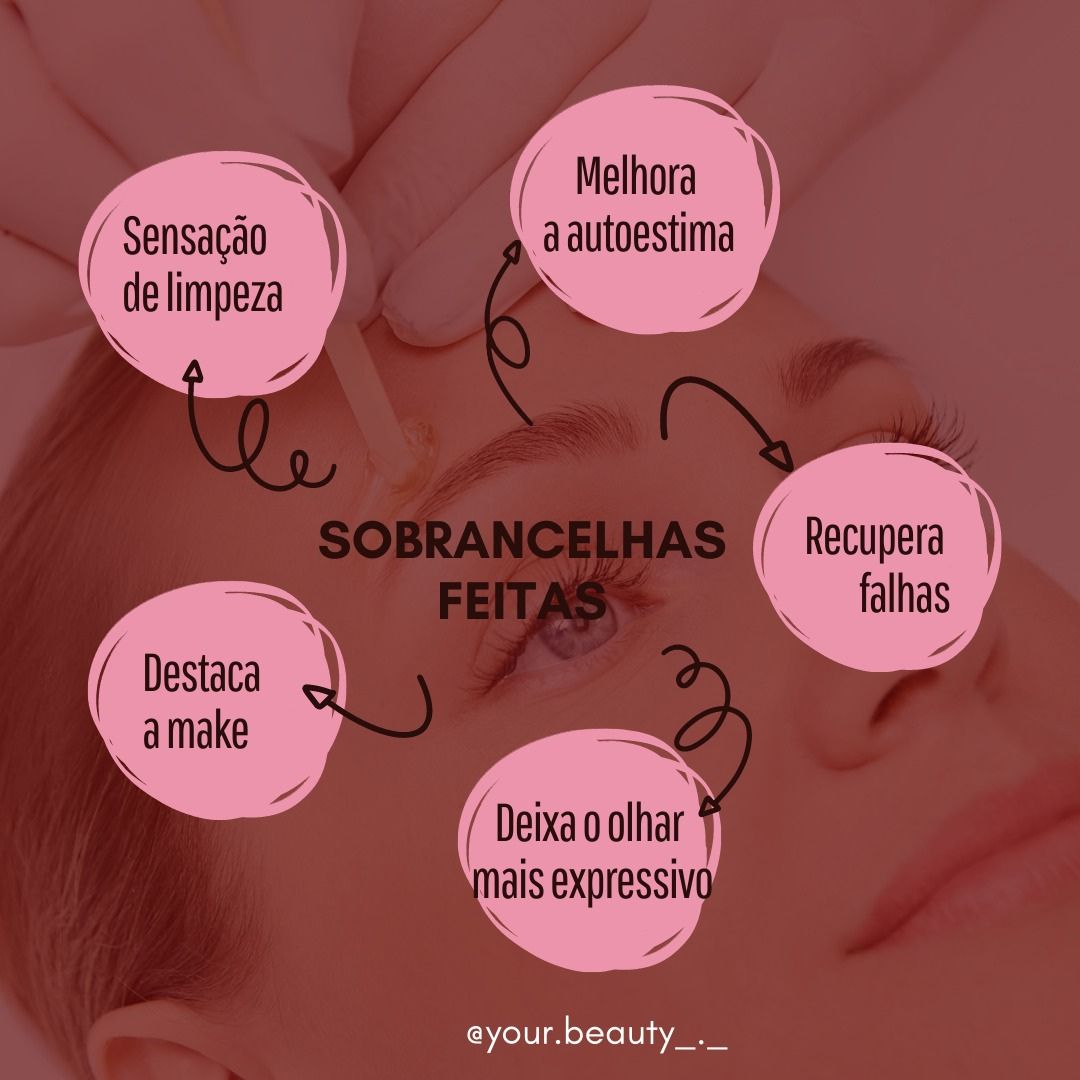 Melhora
a autoestima
Sensação
de limpeza
SOBRANCELHAS
FEITAS
Recupera
falhas
Destaca
a make
Deixa o olhar
mais expressivo
@your.beauty_._